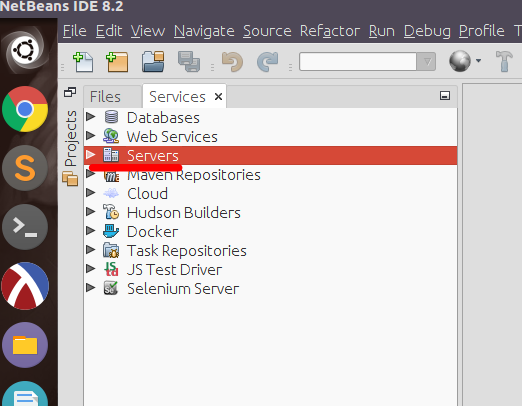 NetBeans IDE 8.2
File Edit View Navigate Source Refactor Run Debug Profile
Files Services
Projects
Databases
Web Services
Servers
Maven Repositories
Cloud
Hudson Builders
Docker
Task Repositories
JS Test Driver
Selenium Server